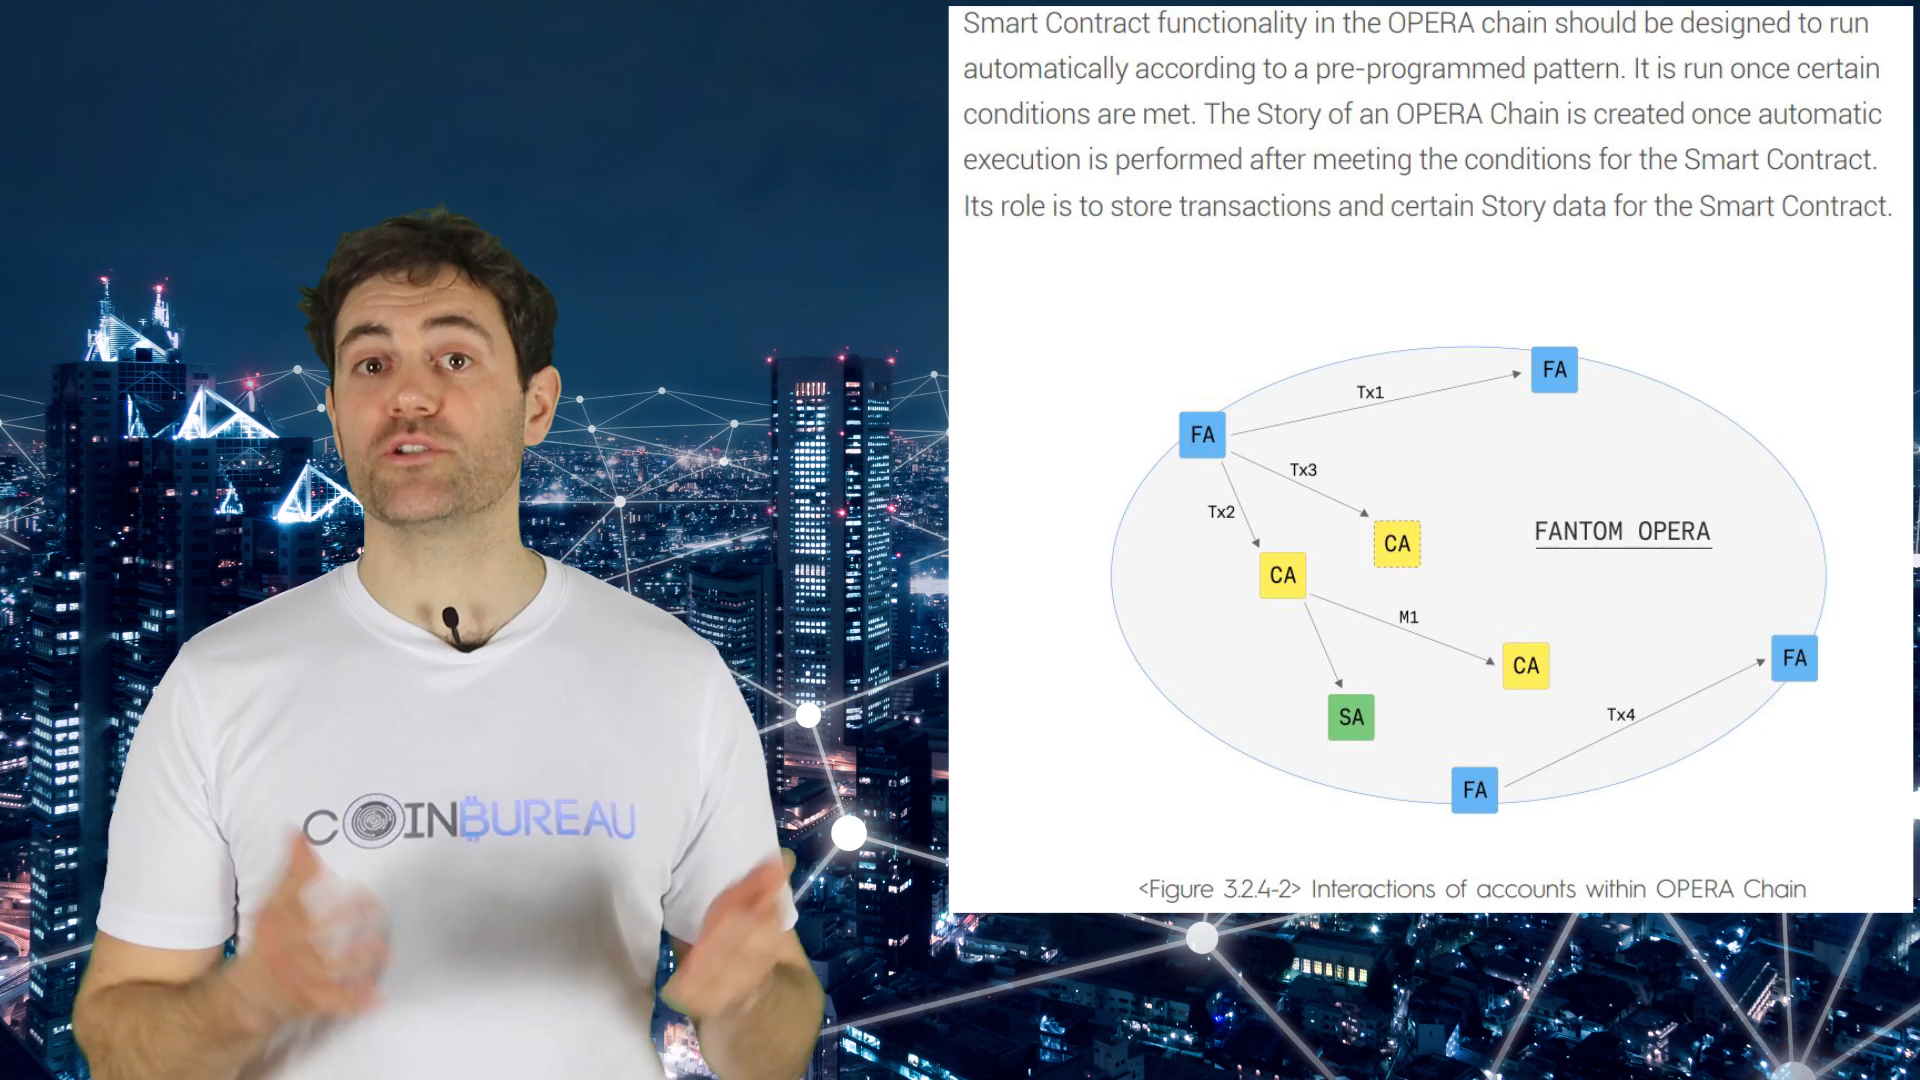 Smart Contract functionality in the OPERA chain should be designed to run
automatically according to a pre-programmed pattern. It is run once certain
conditions are met. The Story of an OPERA Chain is created once automatic
execution is performed after meeting the conditions for the Smart Contract.
Its role is to store transactions and certain Story data for the Smart Contract.
FA
Tx1
FA
Tx3
Tx2
CA
FANTOM OPERA
CA
M1
CA
FA
SA
Tx4
FA
<Figure 3.2.4-2> Interactions of accounts within OPERA Chain
COINBUREAU